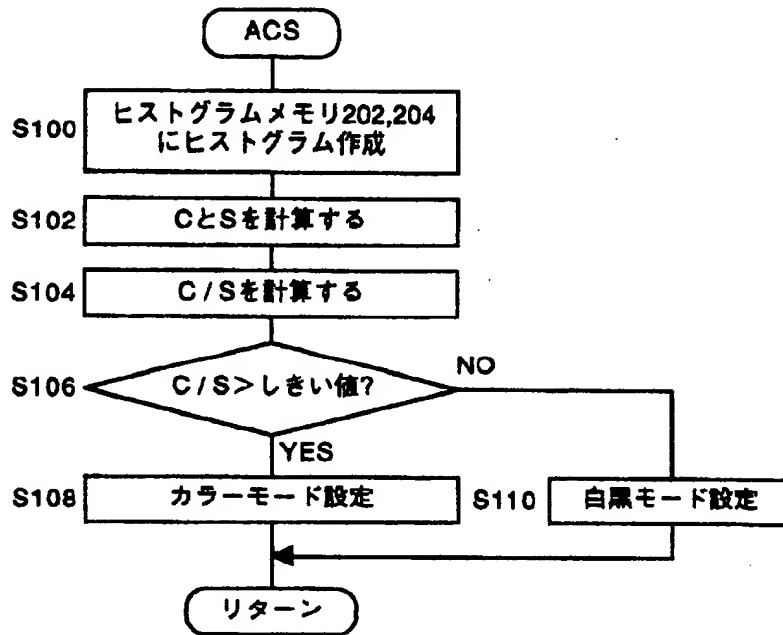 ACS
S100
ヒストグラムメモリ202,204
にヒストグラム作成
S102
CとSを計算する
S104
C/Sを計算する
S106
C/S>しきい値?
NO
YES
S108
カラーモード設定
S110
白黒モード設定
リターン